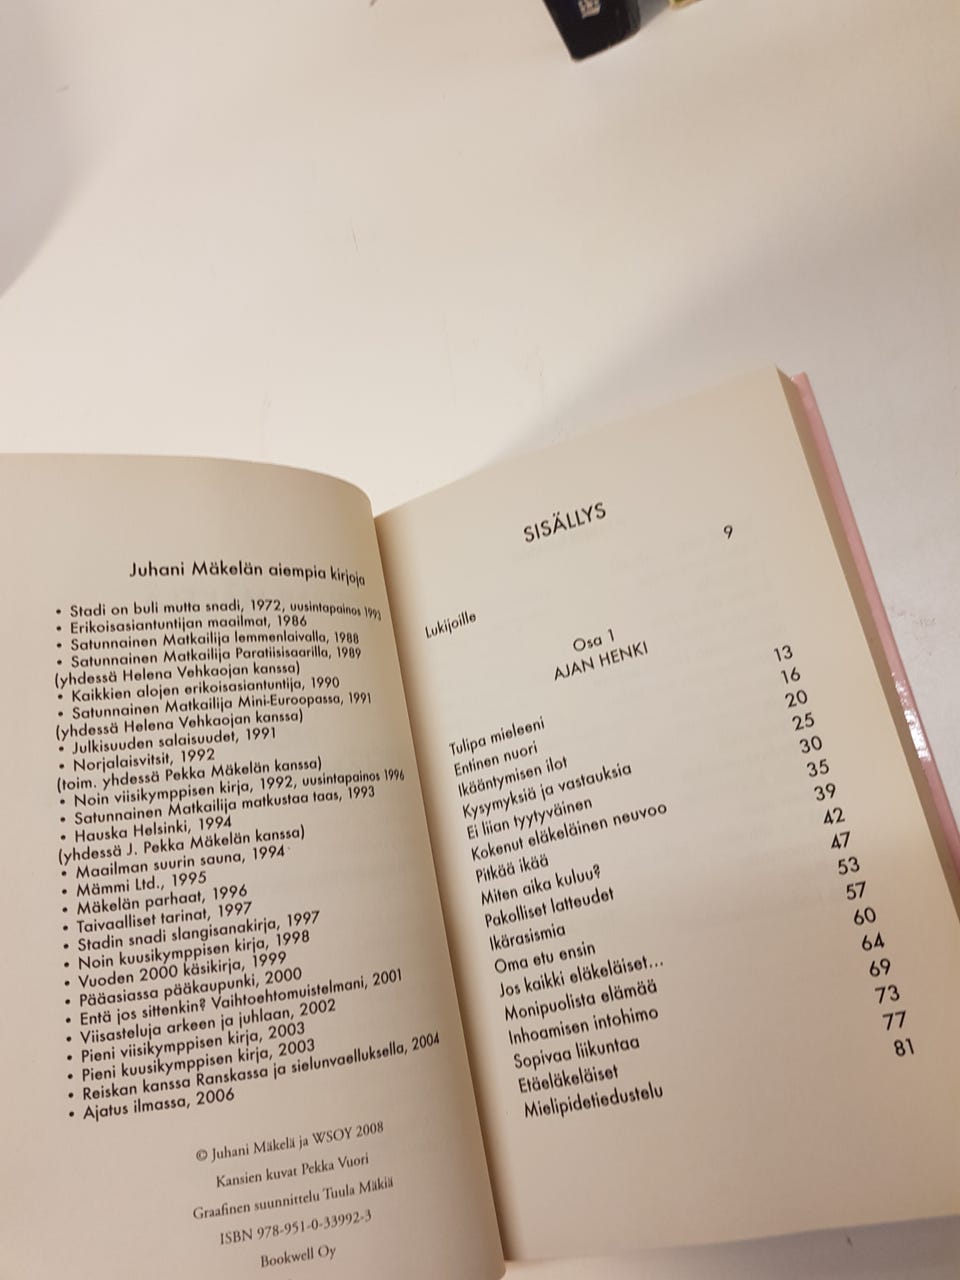 Juhani Mäkelän aiempia kirjoja
• Stadi on buli mutta snadi, 1972, uusintapainos 1993
• Erikoisasiantuntijan maailmat, 1986
• Satunnainen Matkailija lemmenlaivalla, 1988
• Satunnainen Matkailija Paratiisisaarilla, 1989
(yhdessä Helena Vehkaojan kanssa)
• Kaikkien alojen erikoisasiantuntija, 1990
• Satunnainen Matkailija Mini-Euroopassa, 1991
(yhdessä Helena Vehkaojan kanssa)
• Julkisuuden salaisuudet, 1991
• Norjalaisvitsit, 1992
(toim. yhdessä Pekka Mäkelän kanssa)
• Noin viisikymppisen kirja, 1992, uusintapainos 1996
• Satunnainen Matkailija matkustaa taas, 1993
• Hauska Helsinki, 1994
(yhdessä J. Pekka Mäkelän kanssa)
• Maailman suurin sauna, 1994
• Mämmi Ltd., 1995
• Mäkelän parhaat, 1996
• Taivaalliset tarinat, 1997
• Stadin snadi slangisanakirja, 1997
• Noin kuusikymppisen kirja, 1998
• Vuoden 2000 käsikirja, 1999
• Pääasiassa pääkaupunki, 2000
• Entä jos sittenkin? Vaihtoehtomuistelmani, 2001
• Viisasteluja arkeen ja juhlaan, 2002
• Pieni viisikymppisen kirja, 2003
• Pieni kuusikymppisen kirja, 2003
• Reiskan kanssa Ranskassa ja sielunvaelluksella, 2004
• Ajatus ilmassa, 2006
© Juhani Mäkelä ja WSOY 2008
Kansien kuvat Pekka Vuori
Graafinen suunnittelu Tuula Mäkiä
ISBN 978-951-0-33992-3
Bookwell Oy
SISÄLLYS
Lukijoille 9
Osa 1
AJAN HENKI
Tulipa mieleeni 13
Entinen nuori 16
Ikääntymisen ilot 20
Kysymyksiä ja vastauksia 25
Ei liian tyytyväinen 30
Kokenut eläkeläinen neuvoo 35
Pitkää ikää 39
Miten aika kuluu? 42
Pakolliset latteudet 47
Ikärasismia 53
Oma etu ensin 57
Jos kaikki eläkeläiset... 60
Monipuolista elämää 64
Inhoamisen intohimo 69
Sopivaa liikuntaa 73
Etäeläkeläiset 77
Mielipidetiedustelu 81